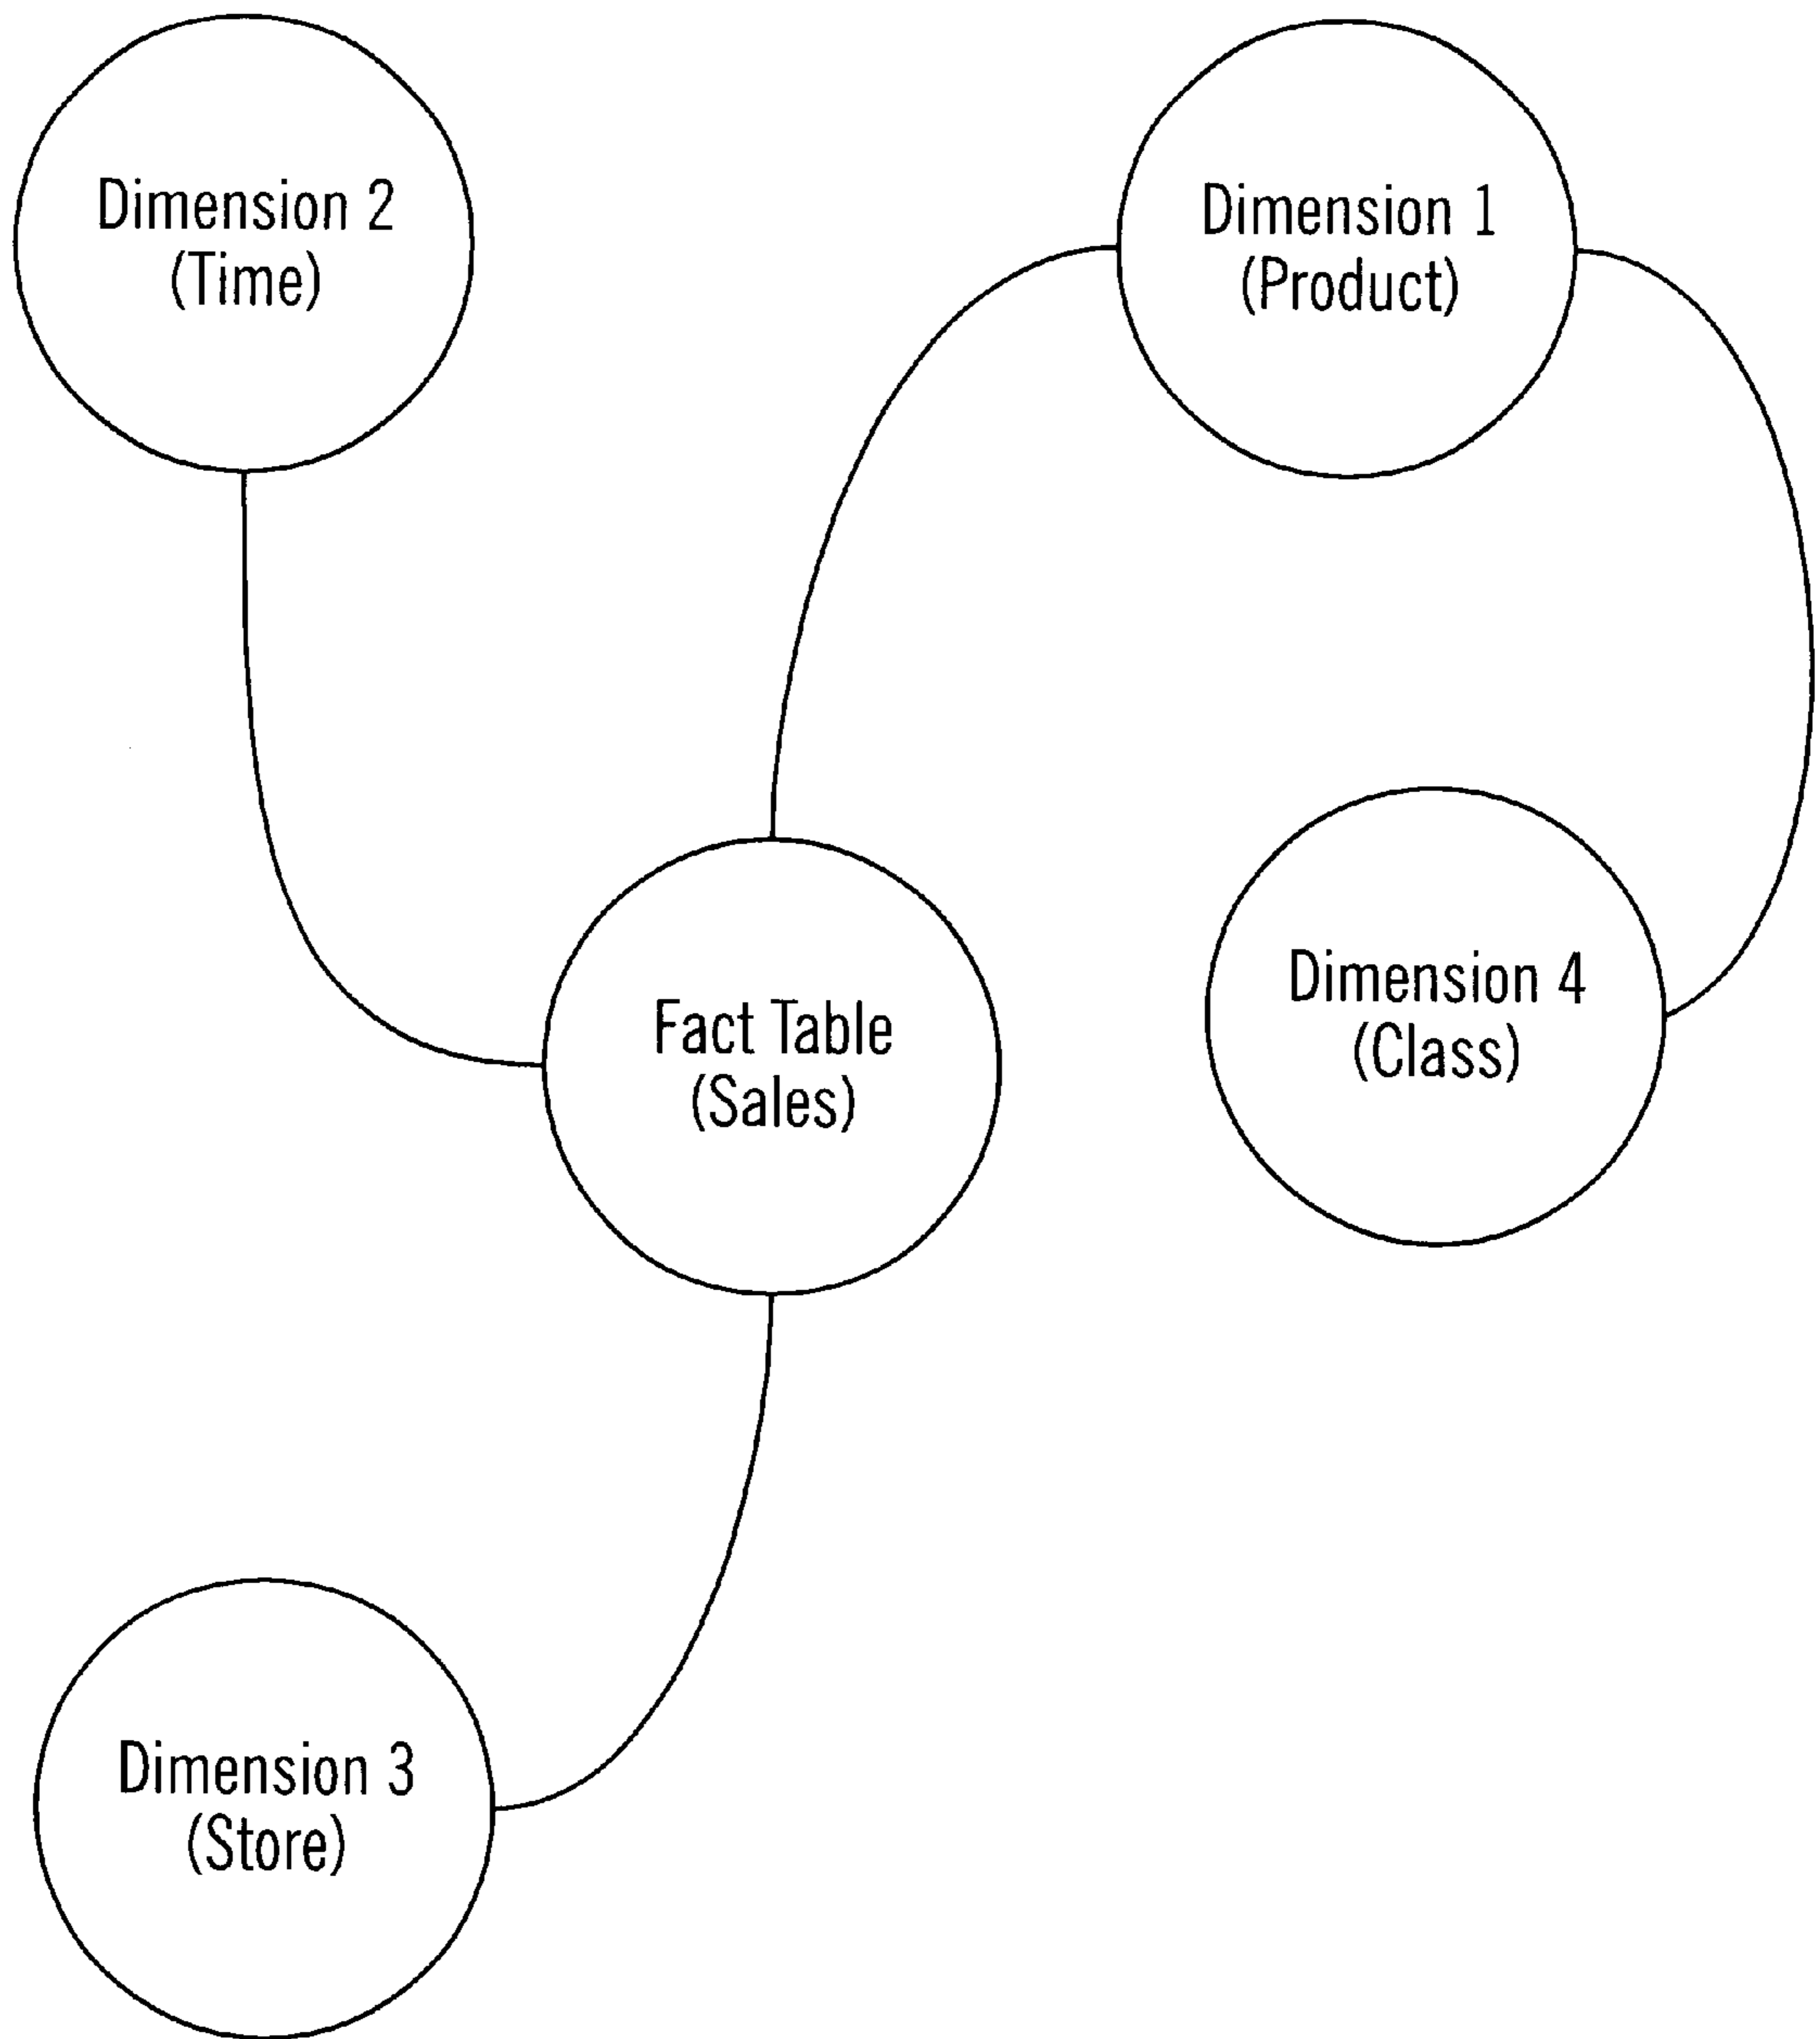 Dimension 2
(Time)
Dimension 1
(Product)
Fact Table
(Sales)
Dimension 4
(Class)
Dimension 3
(Store)